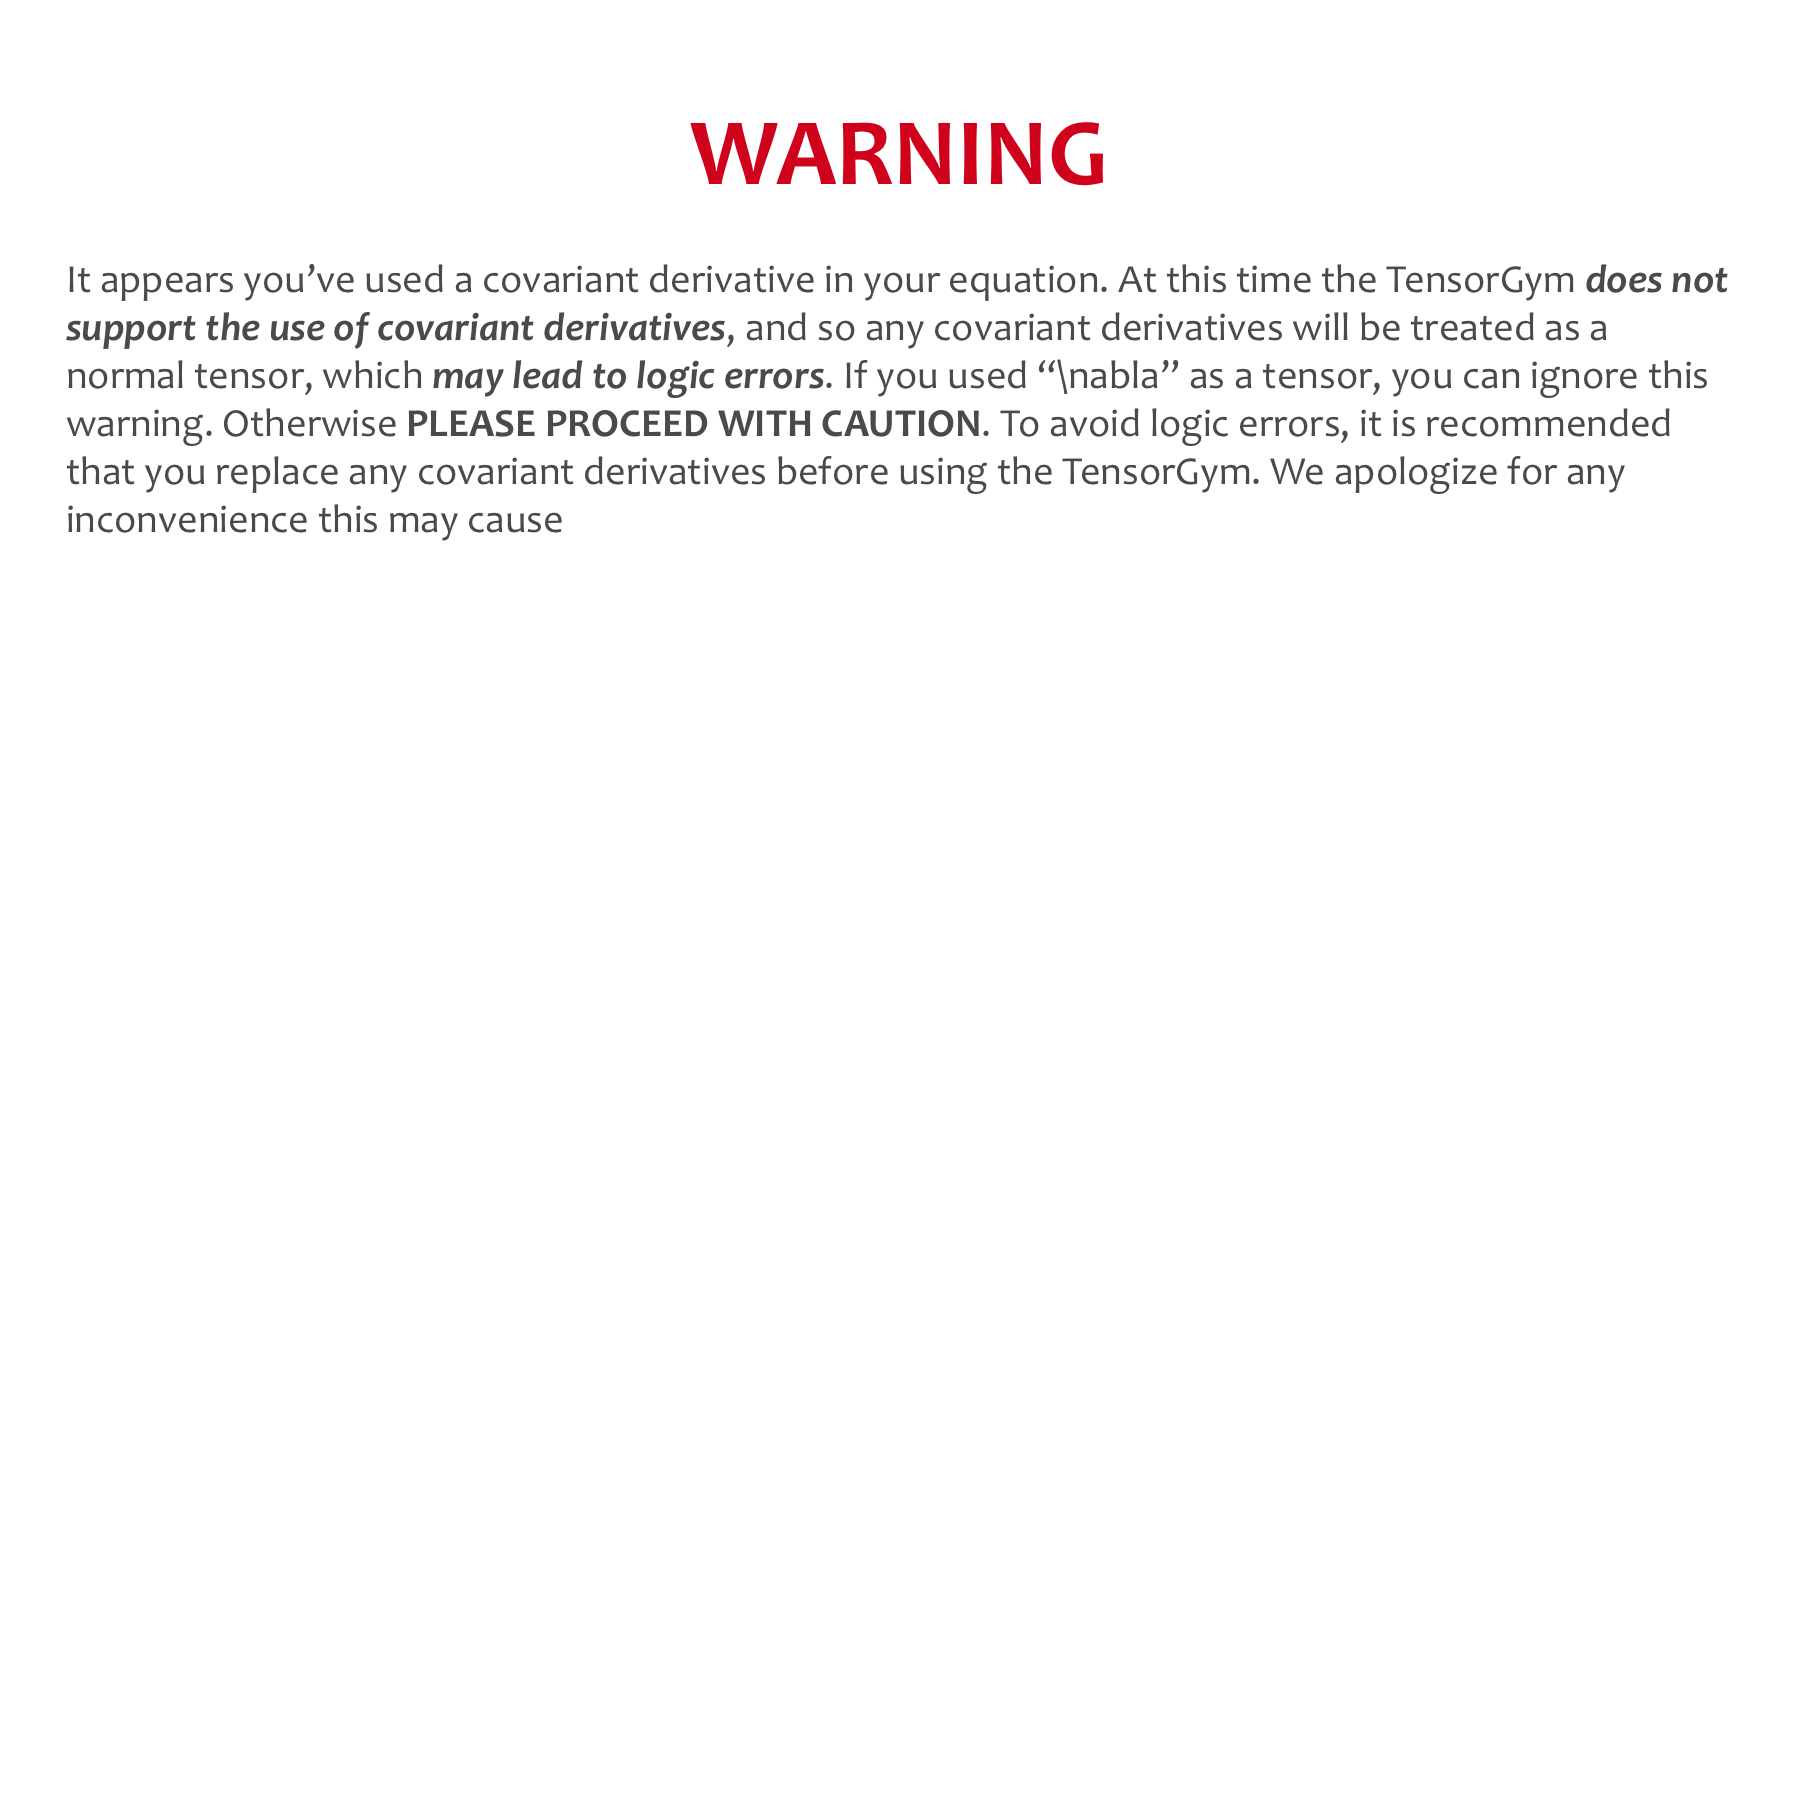 WARNING
It appears you’ve used a covariant derivative in your equation. At this time the TensorGym does not
support the use of covariant derivatives, and so any covariant derivatives will be treated as a
normal tensor, which may lead to logic errors. If you used “\nabla” as a tensor, you can ignore this
warning. Otherwise PLEASE PROCEED WITH CAUTION. To avoid logic errors, it is recommended
that you replace any covariant derivatives before using the TensorGym. We apologize for any
inconvenience this may cause